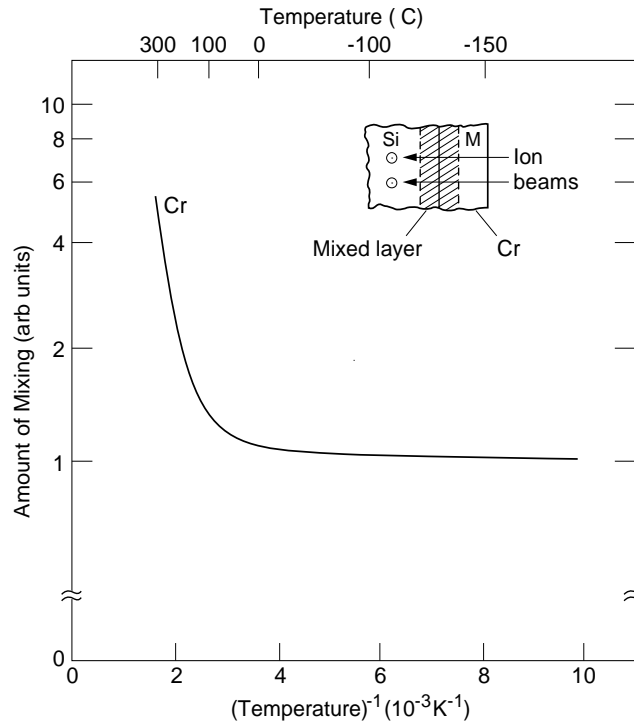 Temperature ( C)
300 100 0 -100 -150
10
8
6
4
2
1
0
Amount of Mixing (arb units)
Cr
Si M
Ion
beams
Mixed layer Cr
0 2 4 6 8 10
(Temperature)⁻¹ (10⁻³K⁻¹)